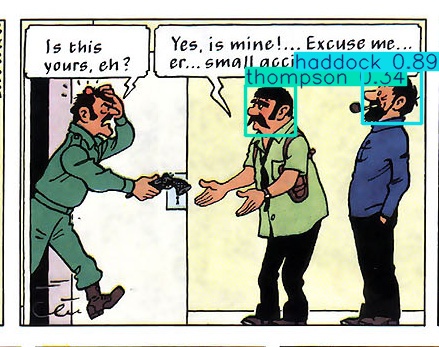 Is this
yours, eh?
Yes, is mine!... Excuse me...
er... small acci
haddock 0.89
thompson 0.54